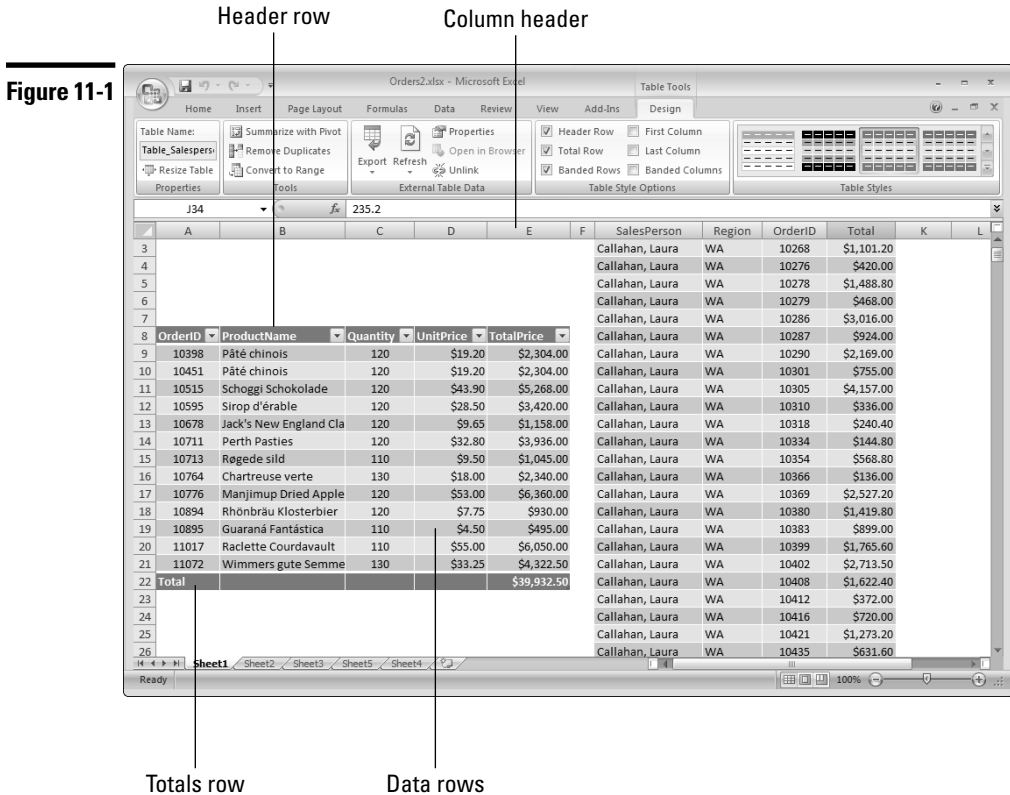 Header row
Column header
Figure 11-1
Orders2.xlsx - Microsoft Excel
Table Tools
Home Insert Page Layout Formulas Data Review View Add-Ins Design
Table Name: Summarize with Pivot Properties Header Row First Column
Table_Salespers Remove Duplicates Export Refresh Open in Browser Total Row Last Column
Resize Table Convert to Range Unlink Banded Rows Banded Columns
Properties Tools External Table Data Table Style Options Table Styles
J34 fx 235.2
A B C D E F SalesPerson Region OrderID Total K L
3 Callahan, Laura WA 10268 $1,101.20
4 Callahan, Laura WA 10276 $420.00
5 Callahan, Laura WA 10278 $1,488.80
6 Callahan, Laura WA 10279 $468.00
7 Callahan, Laura WA 10286 $3,016.00
8 OrderID ProductName Quantity UnitPrice TotalPrice Callahan, Laura WA 10287 $924.00
9 10398 Pâté chinois 120 $19.20 $2,304.00 Callahan, Laura WA 10290 $2,169.00
10 10451 Pâté chinois 120 $19.20 $2,304.00 Callahan, Laura WA 10301 $755.00
11 10515 Schoggi Schokolade 120 $43.90 $5,268.00 Callahan, Laura WA 10305 $4,157.00
12 10595 Sirop d'érable 120 $28.50 $3,420.00 Callahan, Laura WA 10310 $336.00
13 10678 Jack's New England Cla 120 $9.65 $1,158.00 Callahan, Laura WA 10318 $240.40
14 10711 Perth Pasties 120 $32.80 $3,936.00 Callahan, Laura WA 10334 $144.80
15 10713 Røgede sild 110 $9.50 $1,045.00 Callahan, Laura WA 10354 $568.80
16 10764 Chartreuse verte 130 $18.00 $2,340.00 Callahan, Laura WA 10366 $136.00
17 10776 Manjimup Dried Apple 120 $53.00 $6,360.00 Callahan, Laura WA 10369 $2,527.20
18 10894 Rhönbräu Klosterbier 120 $7.75 $930.00 Callahan, Laura WA 10380 $1,419.80
19 10895 Guaraná Fantástica 110 $4.50 $495.00 Callahan, Laura WA 10383 $899.00
20 11017 Raclette Courdavault 110 $55.00 $6,050.00 Callahan, Laura WA 10399 $1,765.60
21 11072 Wimmers gute Semme 130 $33.25 $4,322.50 Callahan, Laura WA 10402 $2,713.50
22 Total $39,932.50 Callahan, Laura WA 10408 $1,622.40
23 Callahan, Laura WA 10412 $372.00
24 Callahan, Laura WA 10416 $720.00
25 Callahan, Laura WA 10421 $1,273.20
26 Callahan, Laura WA 10435 $631.60
Sheet1 Sheet2 Sheet3 Sheet5 Sheet4
Ready 100%
Totals row
Data rows